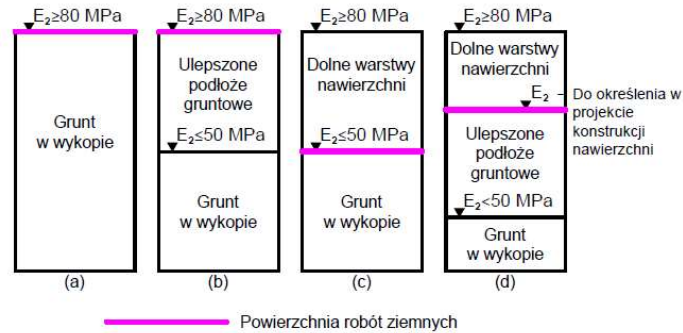 E₂≥80 MPa
Grunt
w wykopie
(a)
E₂≥80 MPa
Ulepszone
podłoże
gruntowe
E₂≤50 MPa
Grunt
w wykopie
(b)
E₂≥80 MPa
Dolne warstwy
nawierzchni
E₂≤50 MPa
Grunt
w wykopie
(c)
E₂≥80 MPa
Dolne warstwy
nawierzchni
E₂ – Do określenia w
projekcie
konstrukcji
nawierzchni
Ulepszone
podłoże
gruntowe
E₂<50 MPa
Grunt
w wykopie
(d)
Powierzchnia robót ziemnych